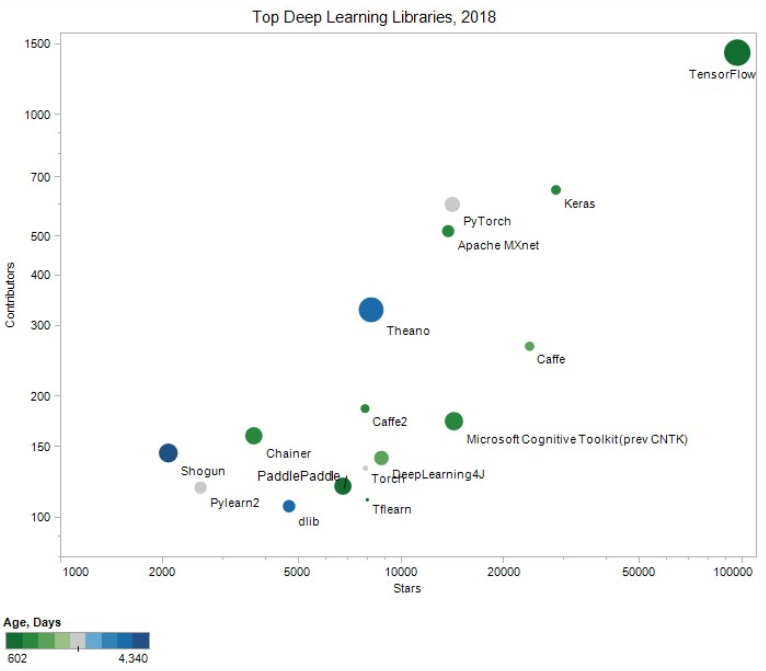 Top Deep Learning Libraries, 2018
1500
TensorFlow
1000
700
Keras
PyTorch
500
Apache MXnet
400
Contributors
300
Theano
Caffe
200
Caffe2
Microsoft Cognitive Toolkit(prev CNTK)
150
Chainer
Shogun
PaddlePaddle
Torch
DeepLearning4J
Pylearn2
Tflearn
100
dlib
1000 2000 5000 10000 20000 50000 100000
Stars
Age, Days
602 4,340